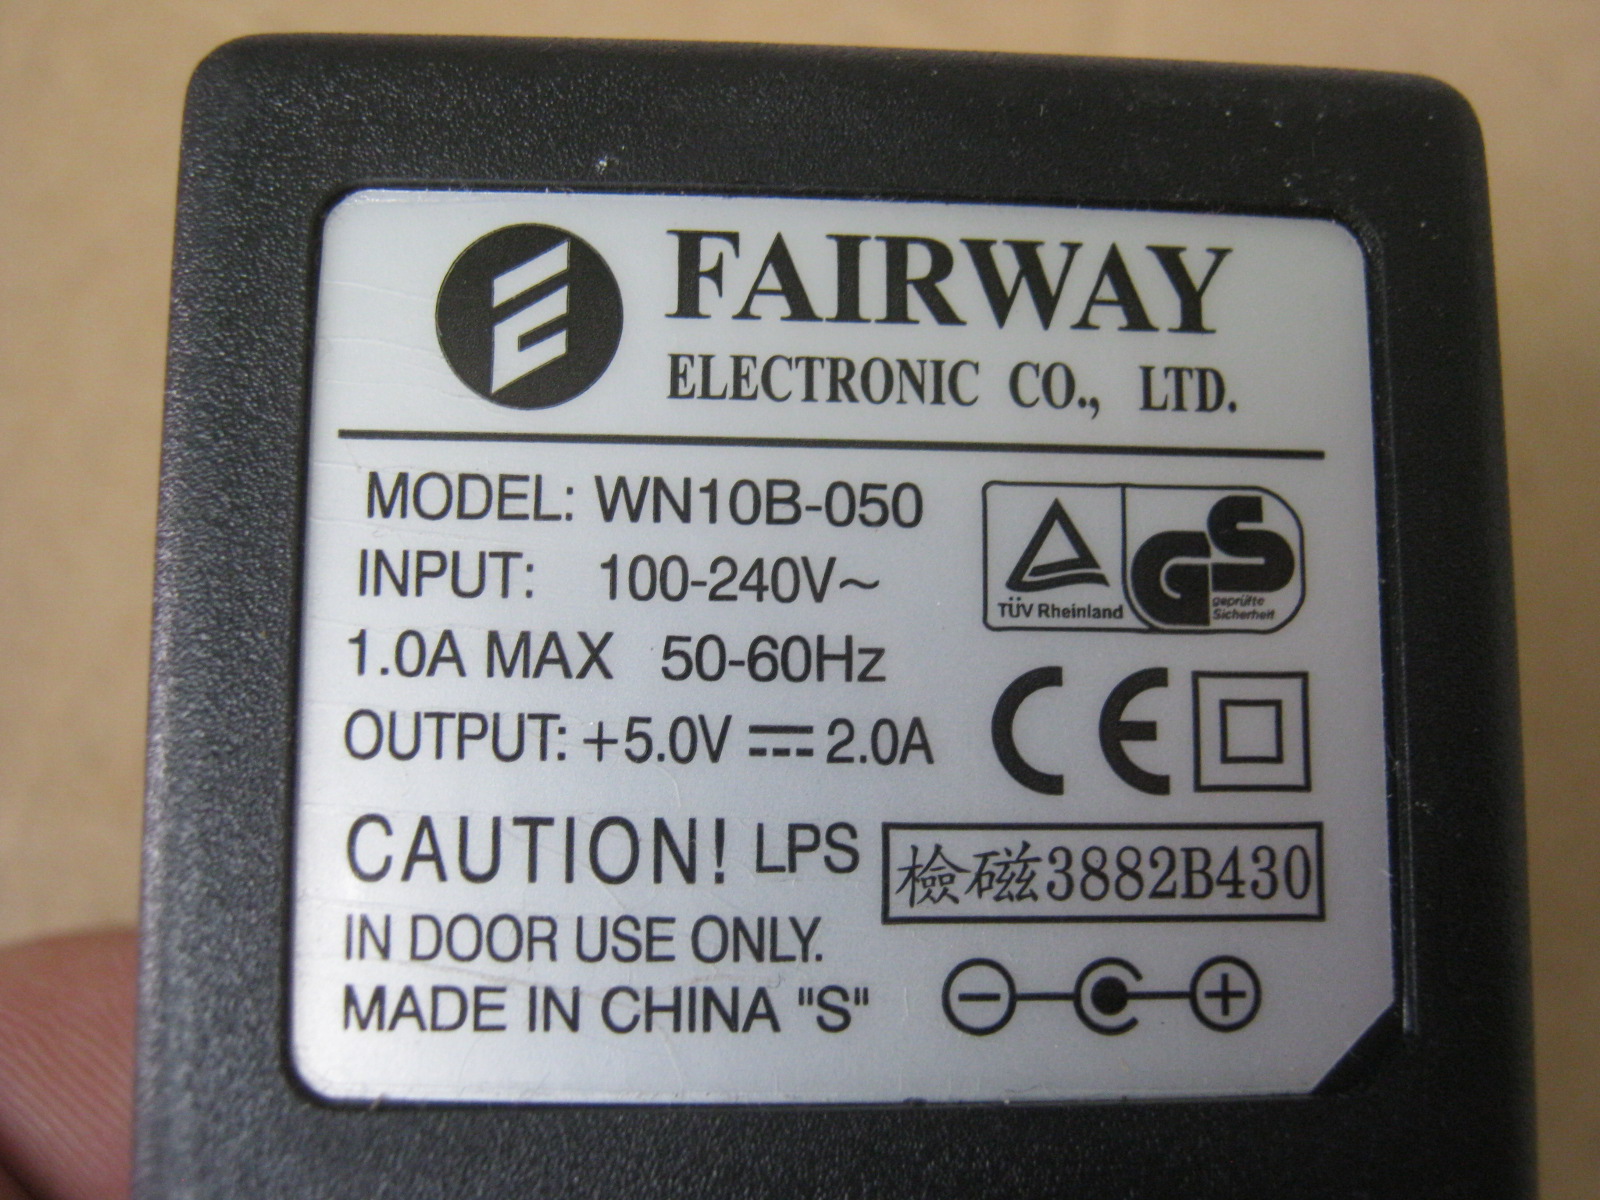 FAIRWAY
ELECTRONIC CO., LTD.
MODEL: WN10B-050
INPUT: 100-240V~
1.0A MAX 50-60Hz
OUTPUT: +5.0V ⎓ 2.0A
TÜV Rheinland
GS
geprüfte
Sicherheit
CE
CAUTION! LPS
檢磁3882B430
IN DOOR USE ONLY.
MADE IN CHINA "S"